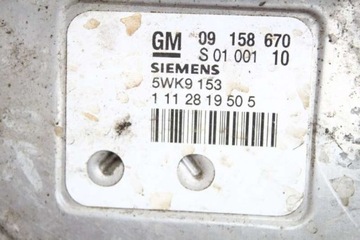 GM 09 158 670
S 01 001 10
SIEMENS
5WK9 153
1 11 28 19 50 5